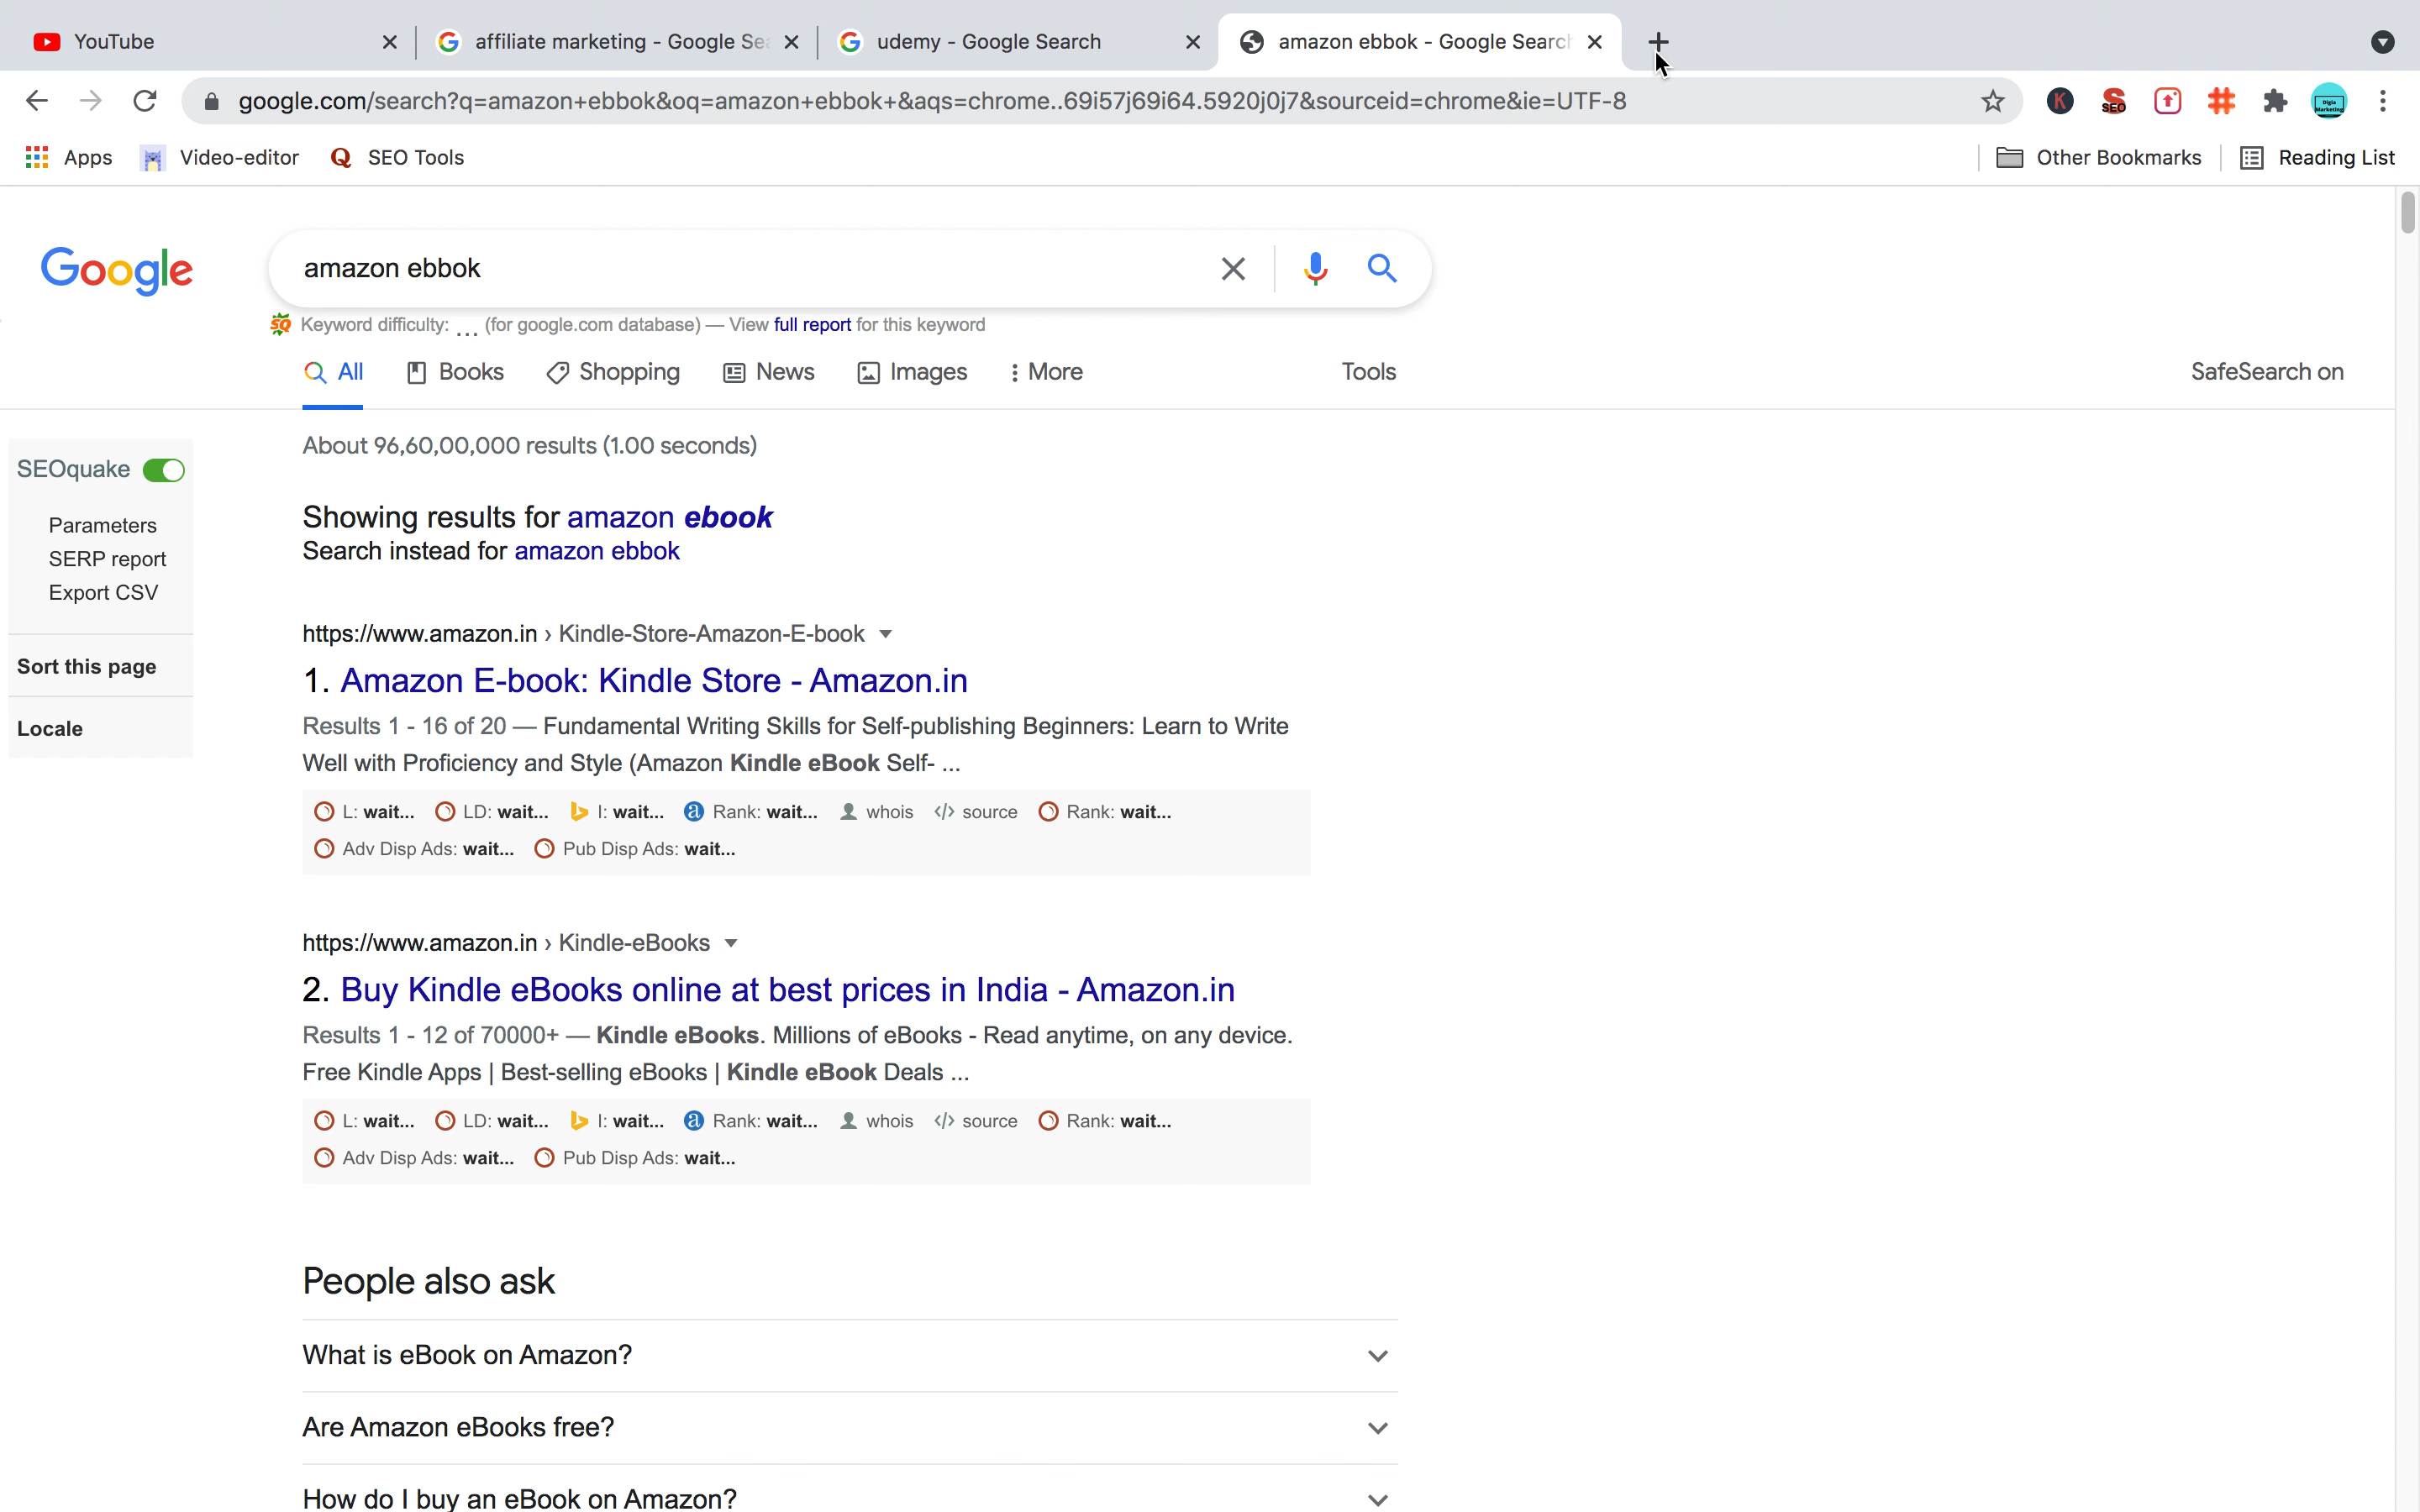 YouTube
affiliate marketing - Google Se
udemy - Google Search
amazon ebbok - Google Search
google.com/search?q=amazon+ebbok&oq=amazon+ebbok+&aqs=chrome..69i57j69i64.5920j0j7&sourceid=chrome&ie=UTF-8
Apps
Video-editor
SEO Tools
Other Bookmarks
Reading List
Google
amazon ebbok
Keyword difficulty: ... (for google.com database) — View full report for this keyword
All
Books
Shopping
News
Images
More
Tools
SafeSearch on
About 96,60,00,000 results (1.00 seconds)
SEOquake
Parameters
SERP report
Export CSV
Sort this page
Locale
Showing results for amazon ebook
Search instead for amazon ebbok
https://www.amazon.in › Kindle-Store-Amazon-E-book
1. Amazon E-book: Kindle Store - Amazon.in
Results 1 - 16 of 20 — Fundamental Writing Skills for Self-publishing Beginners: Learn to Write
Well with Proficiency and Style (Amazon Kindle eBook Self- ...
L: wait... LD: wait... I: wait... Rank: wait... whois </> source Rank: wait...
Adv Disp Ads: wait... Pub Disp Ads: wait...
https://www.amazon.in › Kindle-eBooks
2. Buy Kindle eBooks online at best prices in India - Amazon.in
Results 1 - 12 of 70000+ — Kindle eBooks. Millions of eBooks - Read anytime, on any device.
Free Kindle Apps | Best-selling eBooks | Kindle eBook Deals ...
L: wait... LD: wait... I: wait... Rank: wait... whois </> source Rank: wait...
Adv Disp Ads: wait... Pub Disp Ads: wait...
People also ask
What is eBook on Amazon?
Are Amazon eBooks free?
How do I buy an eBook on Amazon?